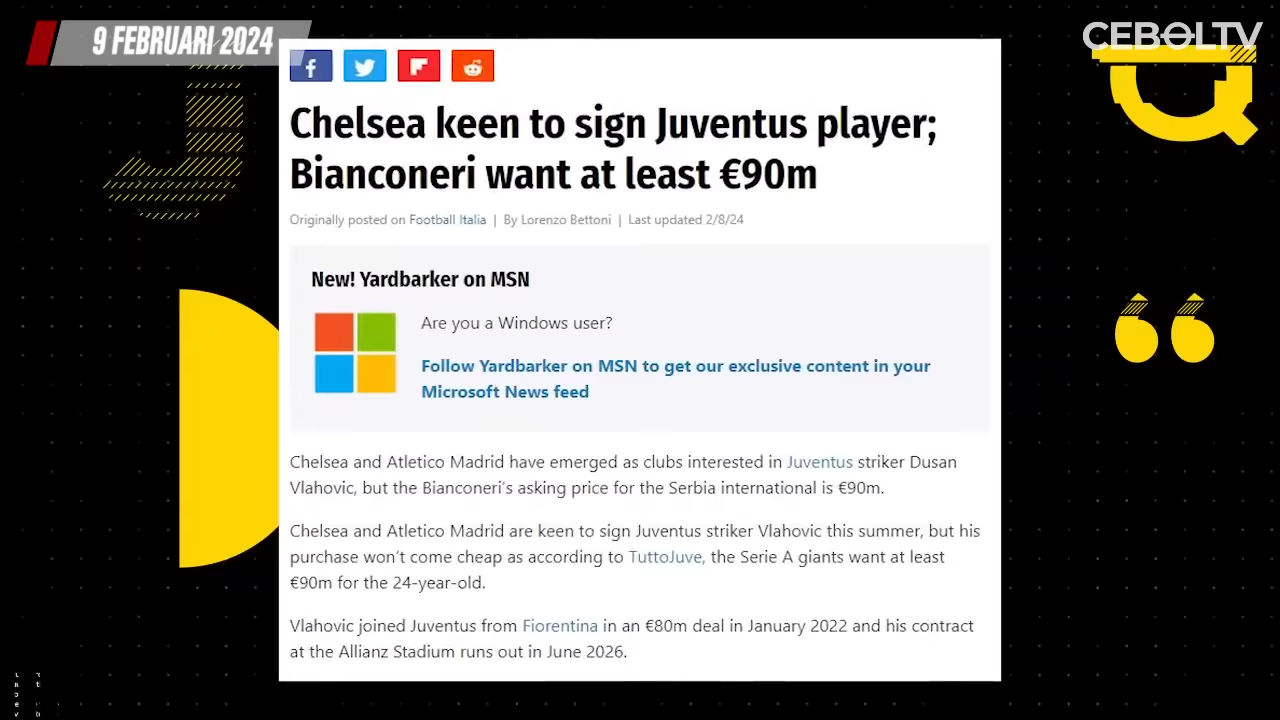 9 FEBRUARI 2024
CEBOLTV
Chelsea keen to sign Juventus player;
Bianconeri want at least €90m
Originally posted on Football Italia | By Lorenzo Bettoni | Last updated 2/8/24
New! Yardbarker on MSN
Are you a Windows user?
Follow Yardbarker on MSN to get our exclusive content in your
Microsoft News feed
Chelsea and Atletico Madrid have emerged as clubs interested in Juventus striker Dusan
Vlahovic, but the Bianconeri's asking price for the Serbia international is €90m.
Chelsea and Atletico Madrid are keen to sign Juventus striker Vlahovic this summer, but his
purchase won't come cheap as according to TuttoJuve, the Serie A giants want at least
€90m for the 24-year-old.
Vlahovic joined Juventus from Fiorentina in an €80m deal in January 2022 and his contract
at the Allianz Stadium runs out in June 2026.